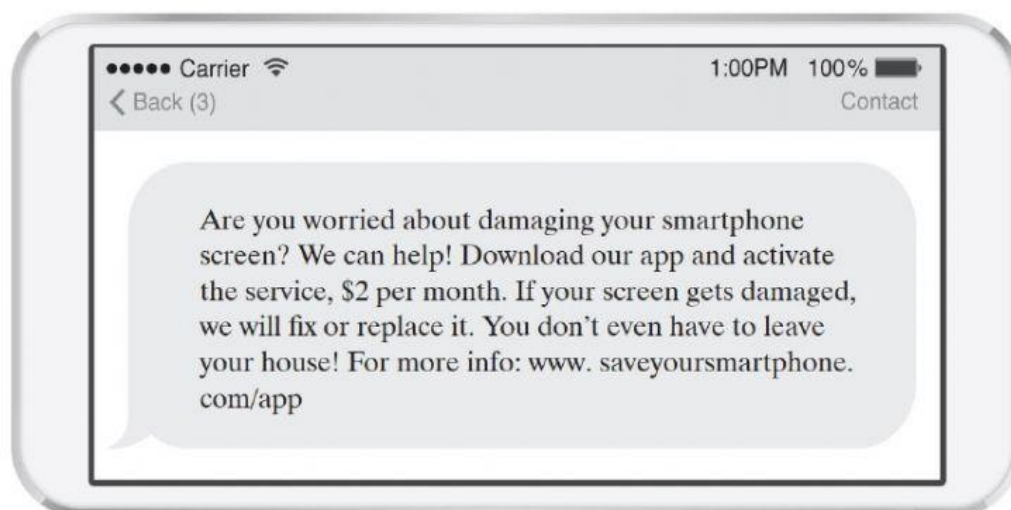 ●●●●● Carrier 1:00PM 100%
Back (3) Contact
Are you worried about damaging your smartphone
screen? We can help! Download our app and activate
the service, $2 per month. If your screen gets damaged,
we will fix or replace it. You don't even have to leave
your house! For more info: www. saveyoursmartphone.
com/app